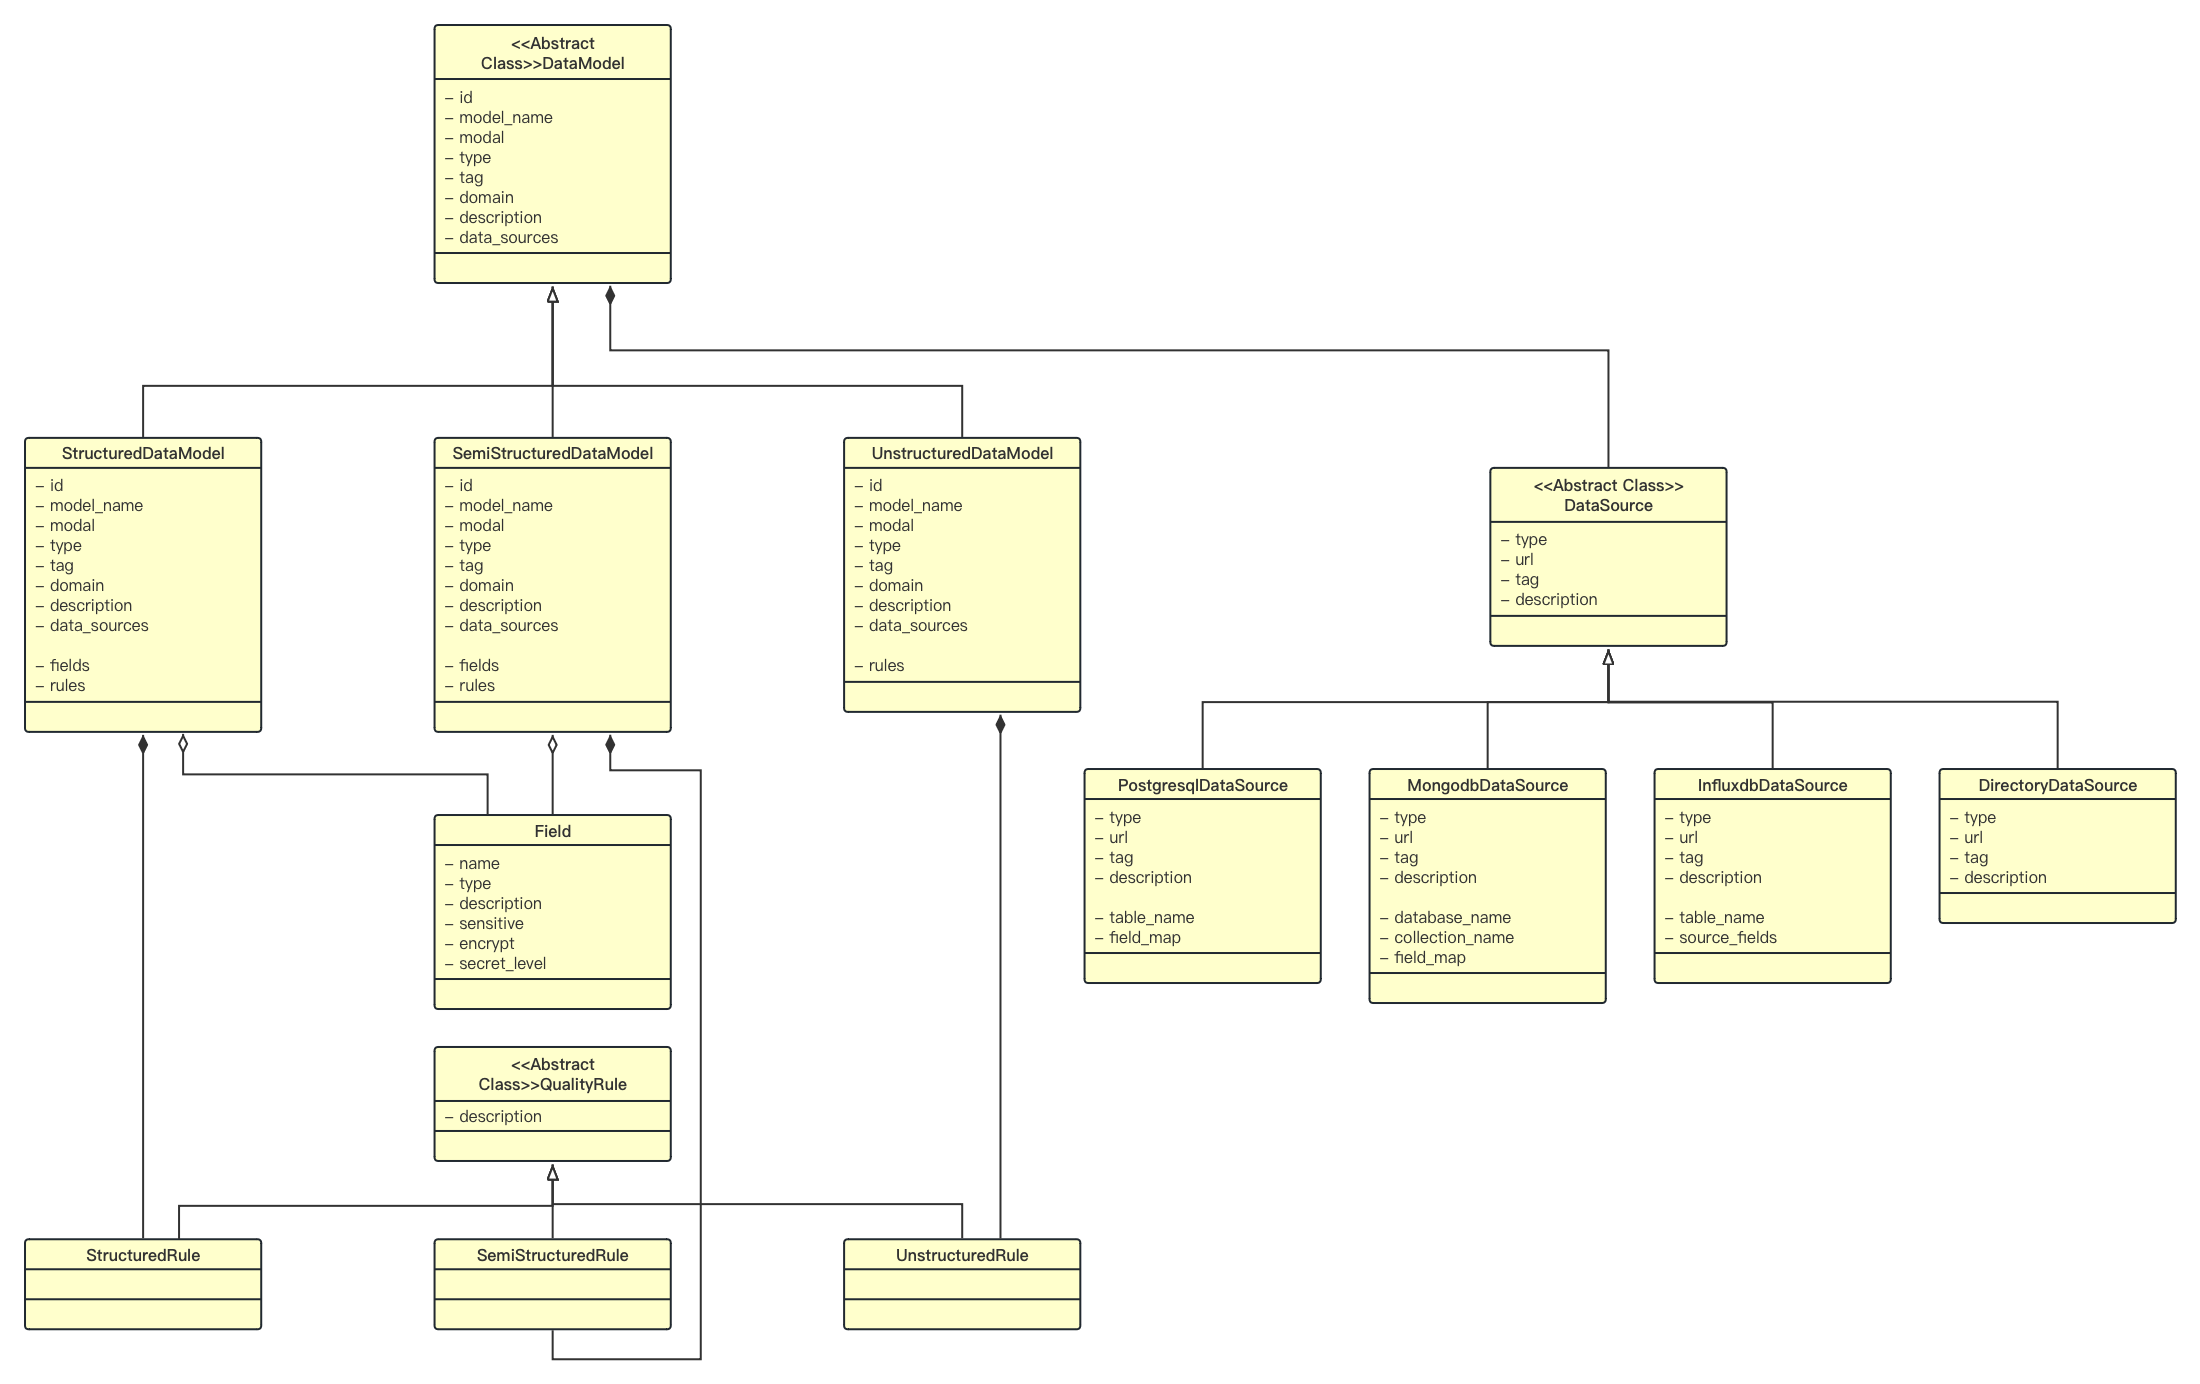 <<Abstract
Class>>DataModel
– id
– model_name
– modal
– type
– tag
– domain
– description
– data_sources
StructuredDataModel
– id
– model_name
– modal
– type
– tag
– domain
– description
– data_sources
– fields
– rules
SemiStructuredDataModel
– id
– model_name
– modal
– type
– tag
– domain
– description
– data_sources
– fields
– rules
UnstructuredDataModel
– id
– model_name
– modal
– type
– tag
– domain
– description
– data_sources
– rules
<<Abstract Class>>
DataSource
– type
– url
– tag
– description
PostgresqlDataSource
– type
– url
– tag
– description
– table_name
– field_map
MongodbDataSource
– type
– url
– tag
– description
– database_name
– collection_name
– field_map
InfluxdbDataSource
– type
– url
– tag
– description
– table_name
– source_fields
DirectoryDataSource
– type
– url
– tag
– description
Field
– name
– type
– description
– sensitive
– encrypt
– secret_level
<<Abstract
Class>>QualityRule
– description
StructuredRule
SemiStructuredRule
UnstructuredRule